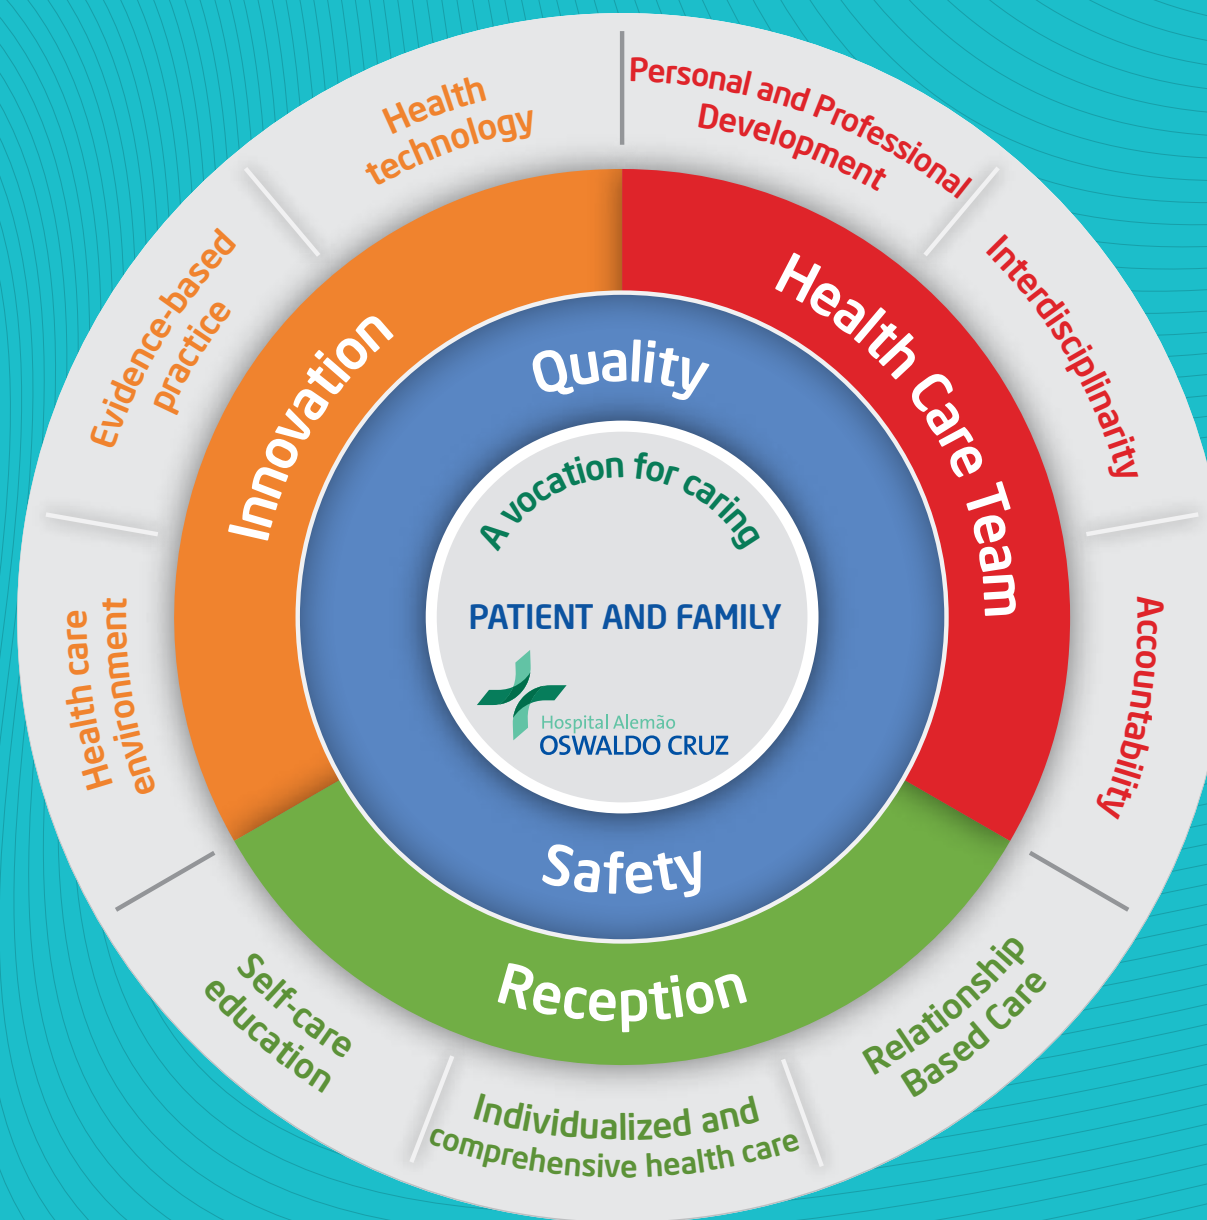 A vocation for caring
PATIENT AND FAMILY
Hospital Alemão
OSWALDO CRUZ
Quality
Safety
Health Care Team
Reception
Innovation
Personal and Professional
Development
Interdisciplinarity
Accountability
Relationship
Based Care
Individualized and
comprehensive health care
Self-care
education
Health care
environment
Evidence-based
practice
Health
technology